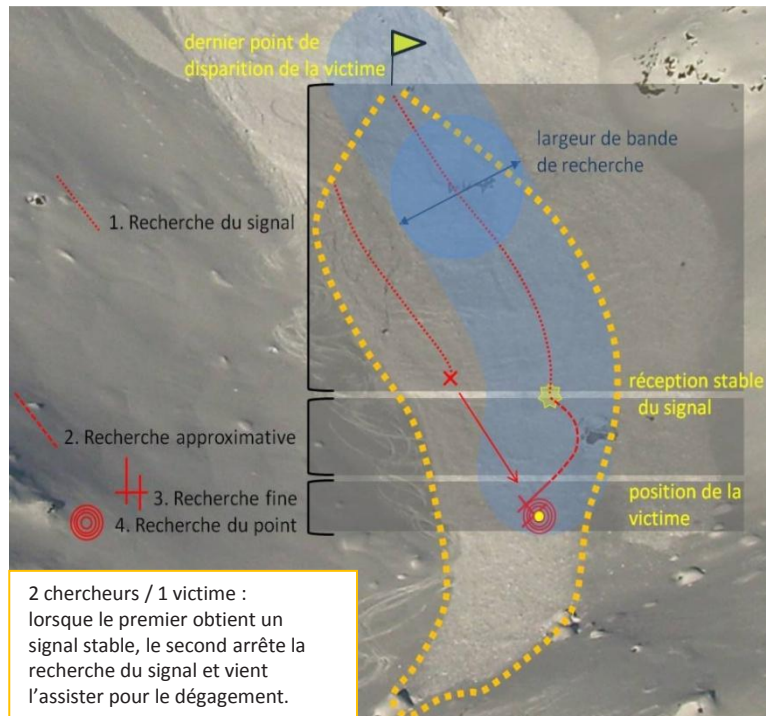 dernier point de
disparition de la victime
largeur de bande
de recherche
1. Recherche du signal
réception stable
du signal
2. Recherche approximative
3. Recherche fine
4. Recherche du point
position de la
victime
2 chercheurs / 1 victime :
lorsque le premier obtient un
signal stable, le second arrête la
recherche du signal et vient
l’assister pour le dégagement.